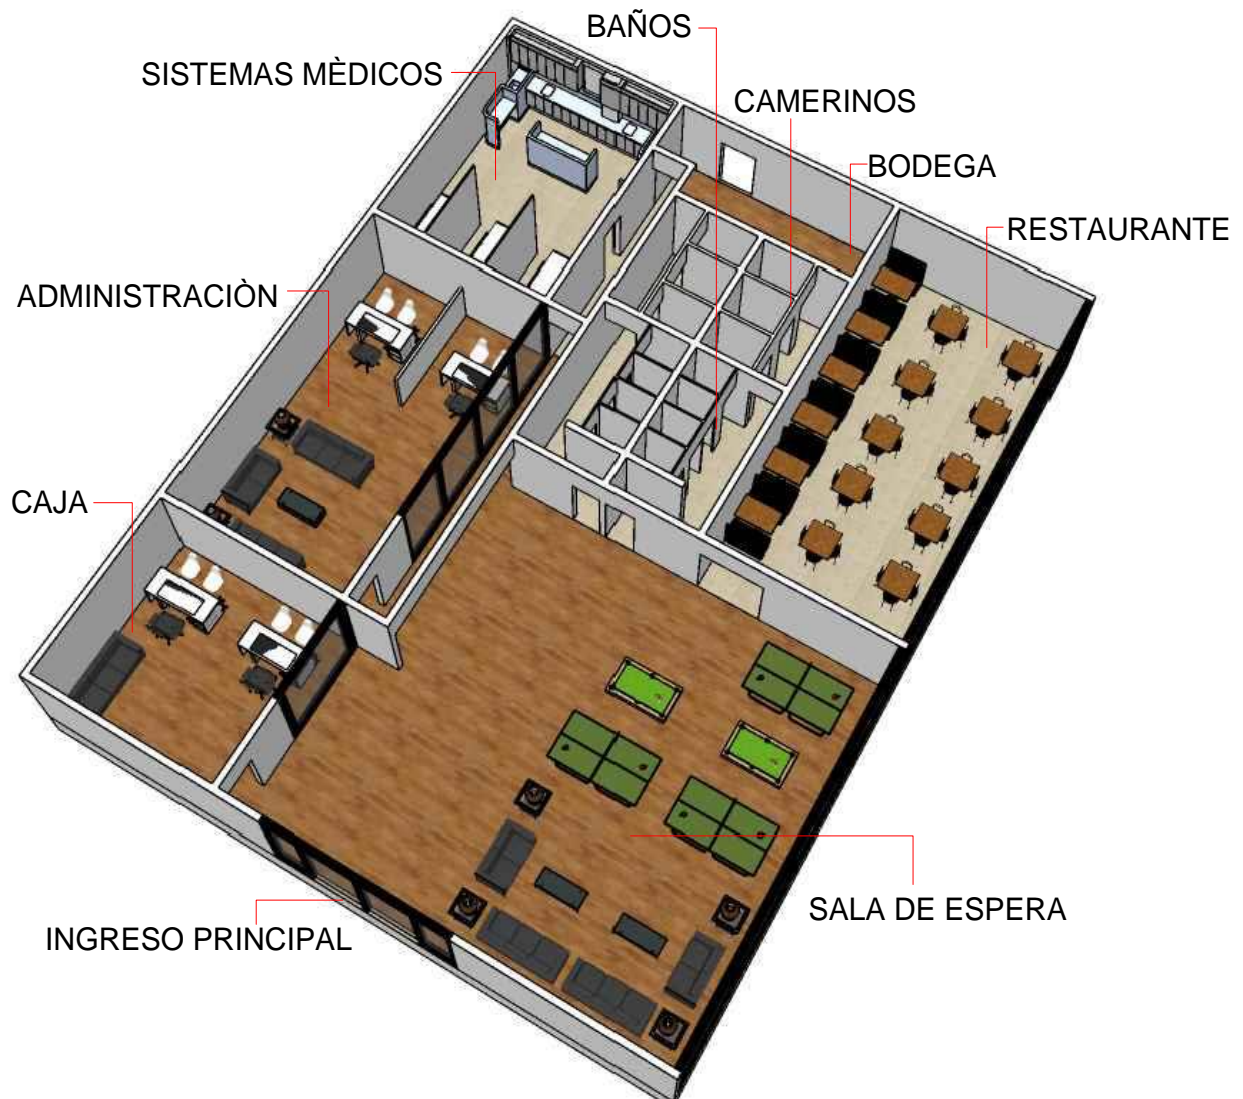 BAÑOS
SISTEMAS MÈDICOS
CAMERINOS
BODEGA
RESTAURANTE
ADMINISTRACIÒN
CAJA
SALA DE ESPERA
INGRESO PRINCIPAL